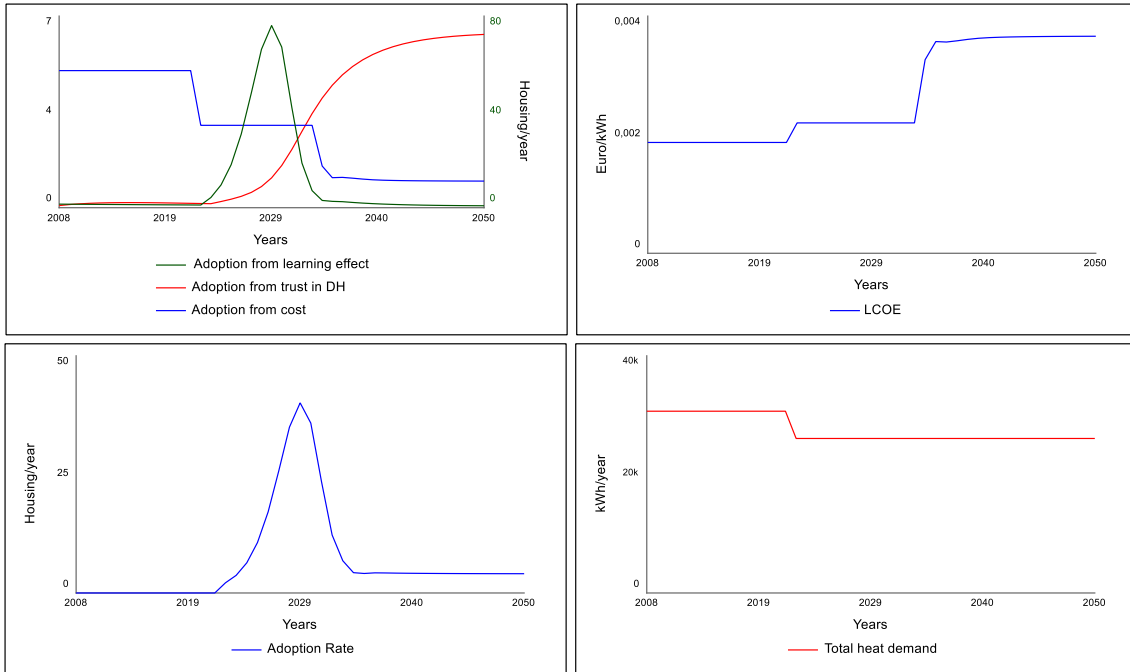 7
80
4
40
0
0
Housing/year
2008
2019
2029
2040
2050
Years
Adoption from learning effect
Adoption from trust in DH
Adoption from cost
0,004
0,002
0
Euro/kWh
2008
2019
2029
2040
2050
Years
LCOE
50
25
0
Housing/year
2008
2019
2029
2040
2050
Years
Adoption Rate
40k
20k
0
kWh/year
2008
2019
2029
2040
2050
Years
Total heat demand